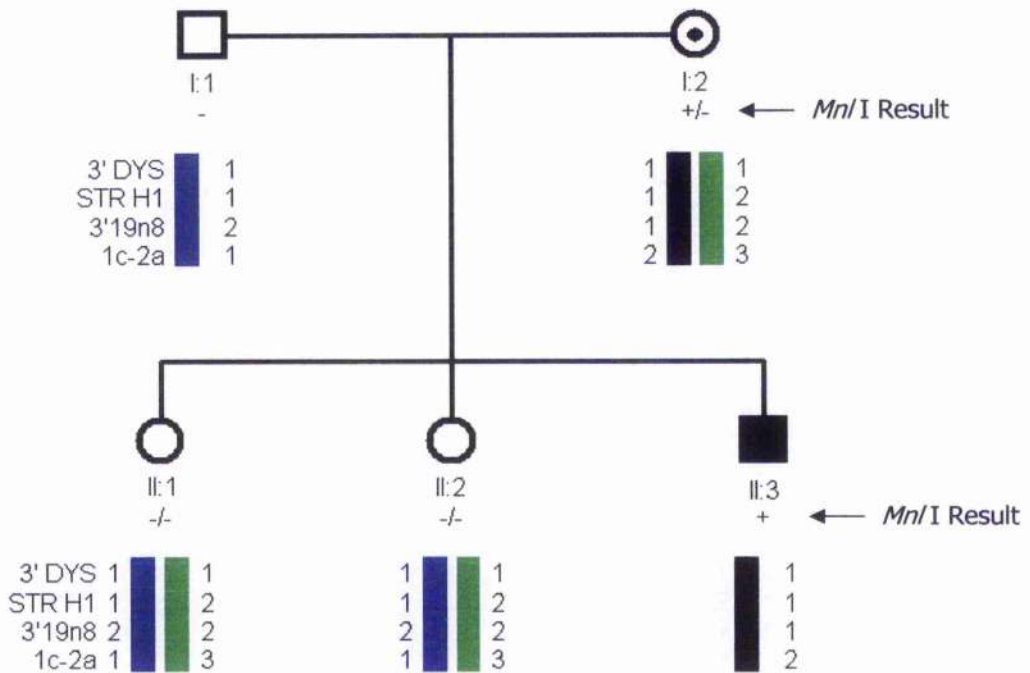 I:1
I:2
-
+/- MnlI Result
3' DYS 1 1 1
STR H1 1 1 2
3'19n8 2 1 2
1c-2a 1 2 3
II:1
II:2
II:3
-/-
-/-
+ MnlI Result
3' DYS 1 1 1 1 1
STR H1 1 2 1 2 1
3'19n8 2 2 2 2 1
1c-2a 1 3 1 3 2